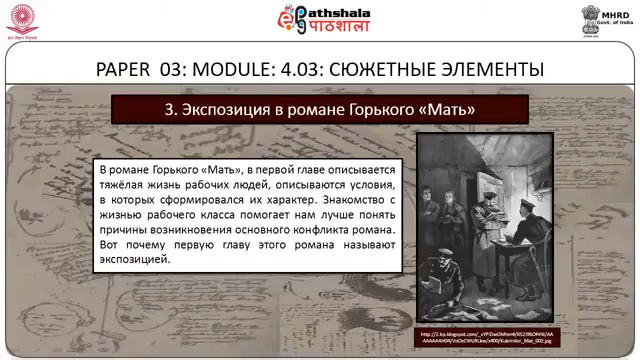 Pathshala
पाठशाला
MHRD
Govt. of India
PAPER 03: MODULE: 4.03: СЮЖЕТНЫЕ ЭЛЕМЕНТЫ
3. Экспозиция в романе Горького «Мать»
В романе Горького «Мать», в первой главе описывается
тяжёлая жизнь рабочих людей, описываются условия,
в которых сформировался их характер. Знакомство с
жизнью рабочего класса помогает нам лучше понять
причины возникновения основного конфликта романа.
Вот почему первую главу этого романа называют
экспозицией.